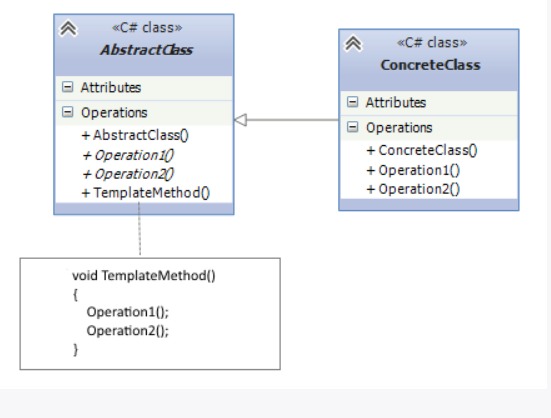 «C# class»
AbstractClass
Attributes
Operations
+ AbstractClass()
+ Operation1()
+ Operation2()
+ TemplateMethod()
«C# class»
ConcreteClass
Attributes
Operations
+ ConcreteClass()
+ Operation1()
+ Operation2()
void TemplateMethod()
{
Operation1();
Operation2();
}